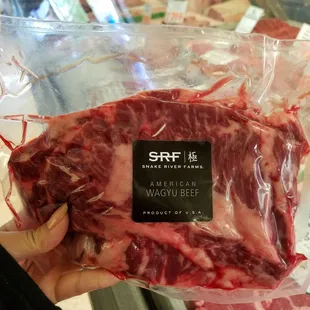 SRF | 極
SNAKE RIVER FARMS.
AMERICAN
WAGYU BEEF
PRODUCT OF U.S.A.